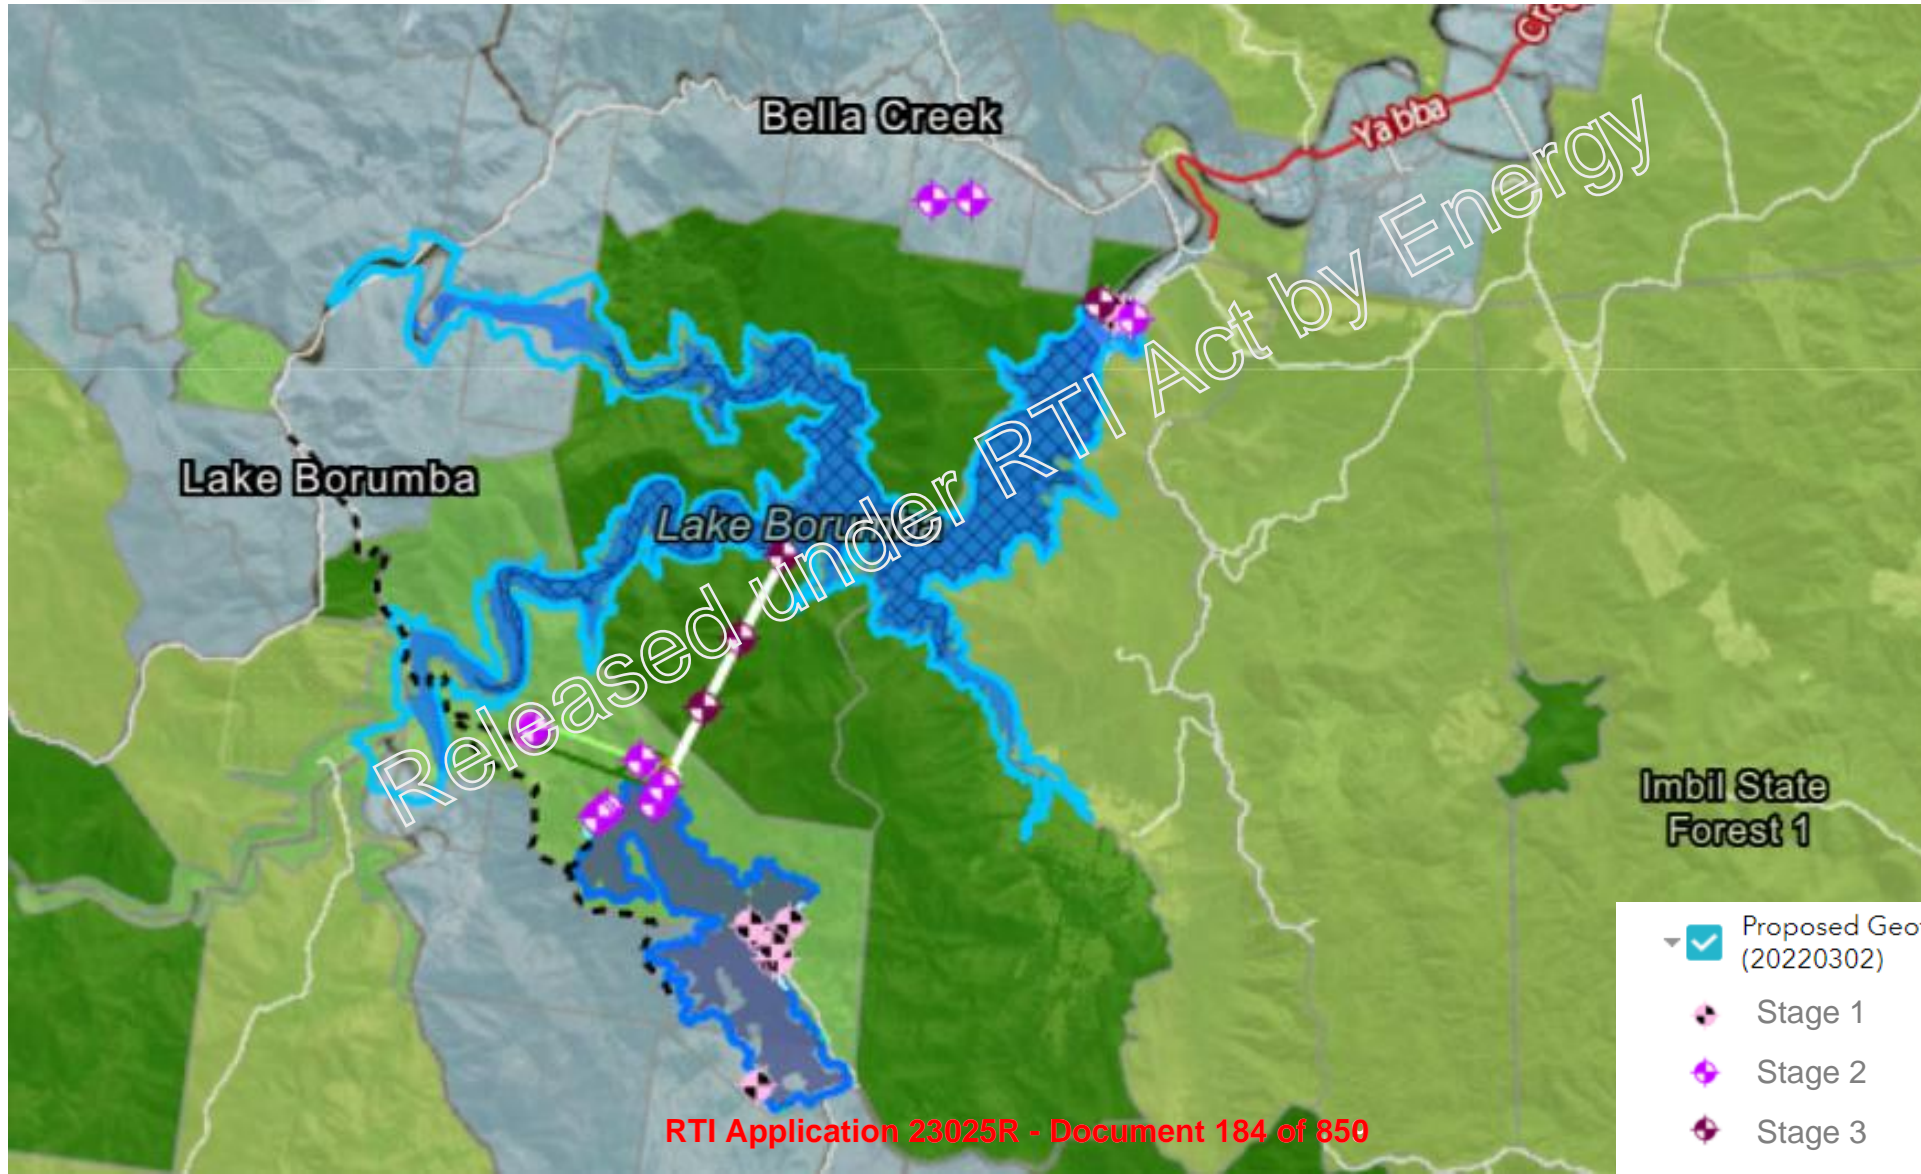 Cre
Yabba
Bella Creek
Lake Borumba
Lake Borumba
Released under RTI Act by Energy
Imbil State
Forest 1
Proposed Geo
(20220302)
Stage 1
Stage 2
Stage 3
RTI Application 23025R - Document 184 of 850